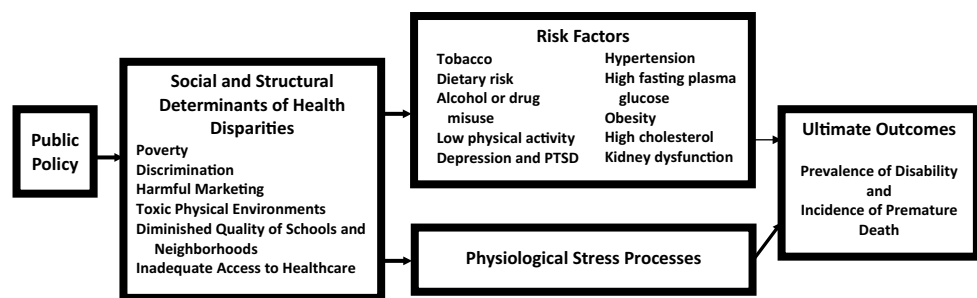 Public
Policy
Social and Structural
Determinants of Health
Disparities
Poverty
Discrimination
Harmful Marketing
Toxic Physical Environments
Diminished Quality of Schools and
Neighborhoods
Inadequate Access to Healthcare
Risk Factors
Tobacco
Dietary risk
Alcohol or drug
misuse
Low physical activity
Depression and PTSD
Hypertension
High fasting plasma
glucose
Obesity
High cholesterol
Kidney dysfunction
Physiological Stress Processes
Ultimate Outcomes
Prevalence of Disability
and
Incidence of Premature
Death